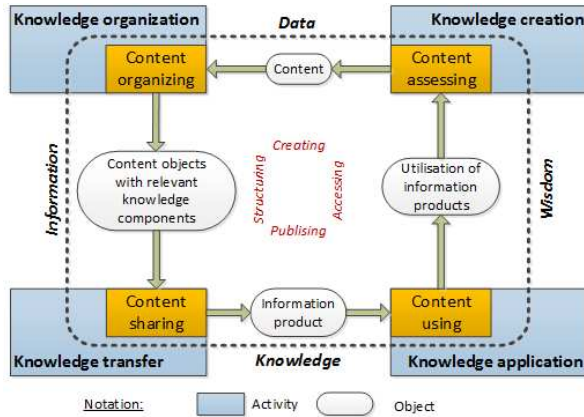 Knowledge organization
Data
Knowledge creation
Content
organizing
Content
Content
assessing
Information
Content objects
with relevant
knowledge
components
Structuring
Creating
Accessing
Publising
Utilisation of
information
products
Wisdom
Content
sharing
Information
product
Content
using
Knowledge transfer
Knowledge
Knowledge application
Notation:
Activity
Object